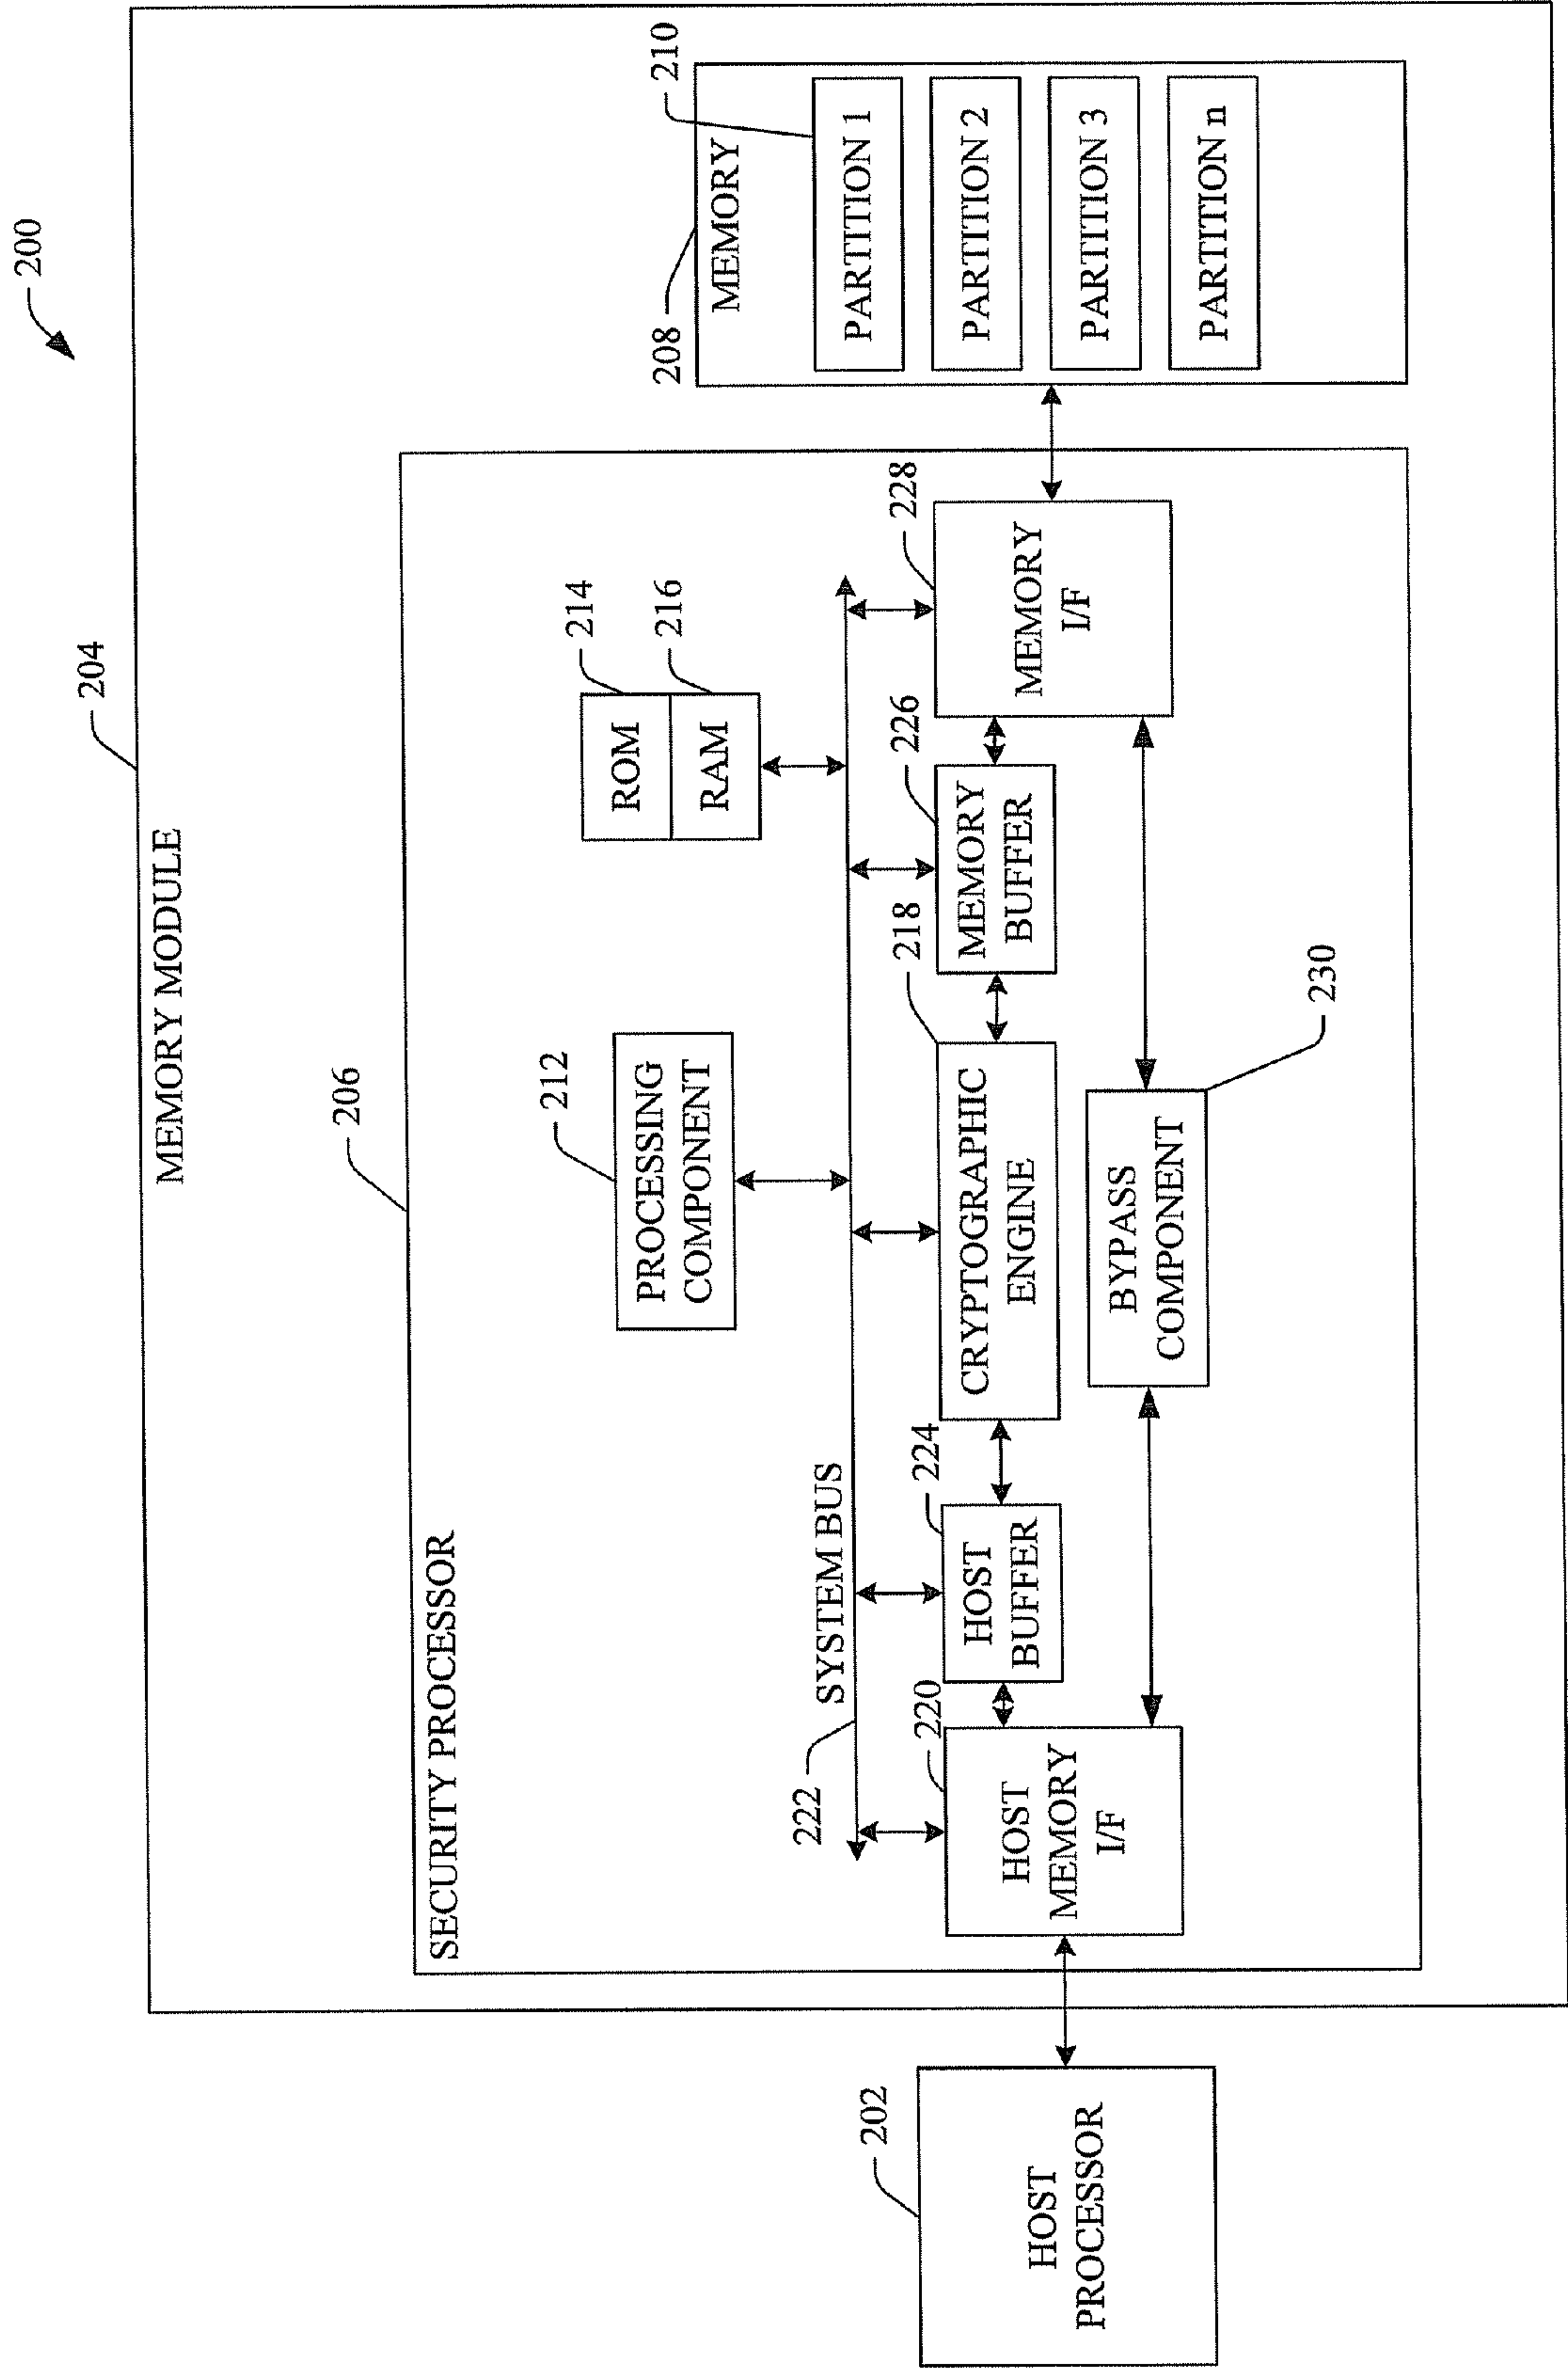 200
204
MEMORY MODULE
206
SECURITY PROCESSOR
208
MEMORY
210
PARTITION 1
PARTITION 2
PARTITION 3
PARTITION n
212
PROCESSING
COMPONENT
214
ROM
216
RAM
222
SYSTEM BUS
202
HOST
PROCESSOR
220
HOST
MEMORY
I/F
224
HOST
BUFFER
218
CRYPTOGRAPHIC
ENGINE
226
MEMORY
BUFFER
228
MEMORY
I/F
BYPASS
COMPONENT
230